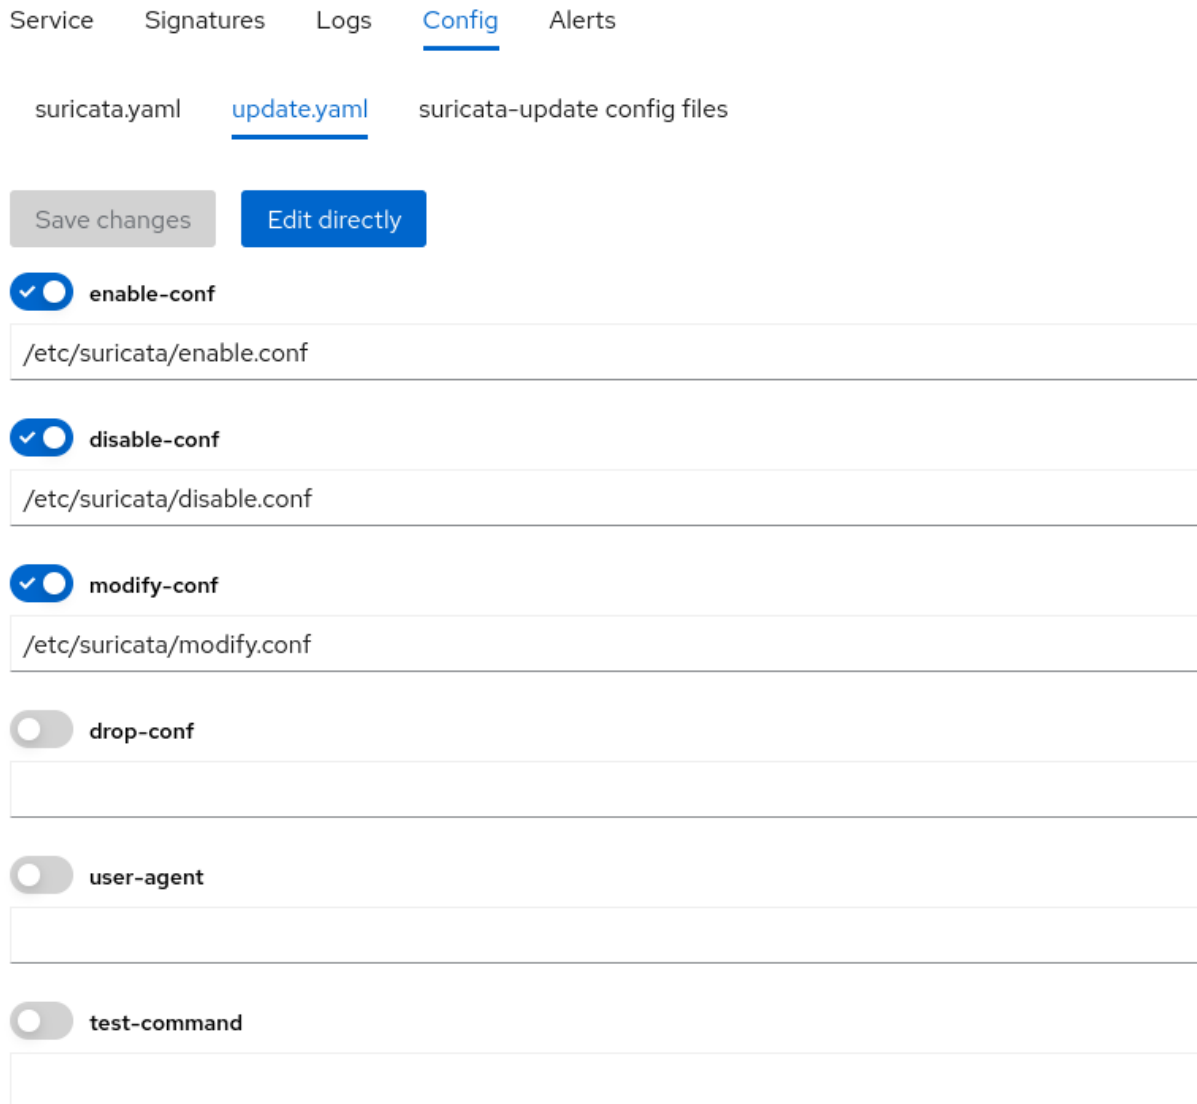 Service Signatures Logs Config Alerts
suricata.yaml update.yaml suricata-update config files
Save changes Edit directly
enable-conf
/etc/suricata/enable.conf
disable-conf
/etc/suricata/disable.conf
modify-conf
/etc/suricata/modify.conf
drop-conf
user-agent
test-command